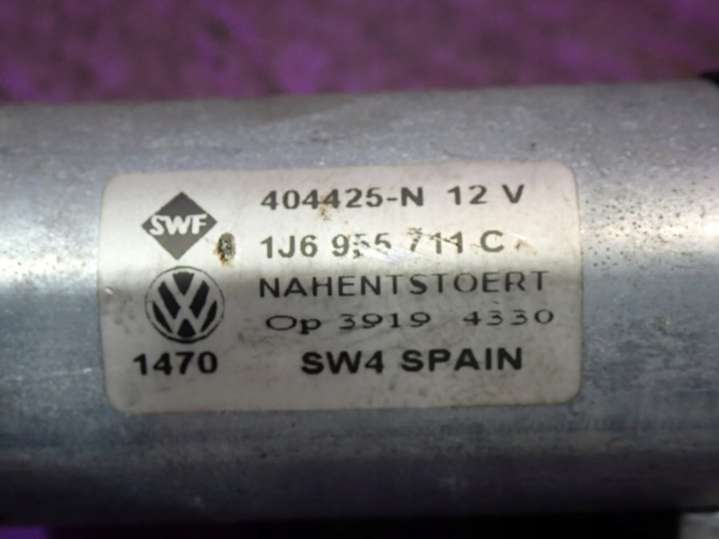 SWF
404425-N 12 V
1J6 955 711 C
NAHENTSTOERT
Op 3919 4330
1470 SW4 SPAIN